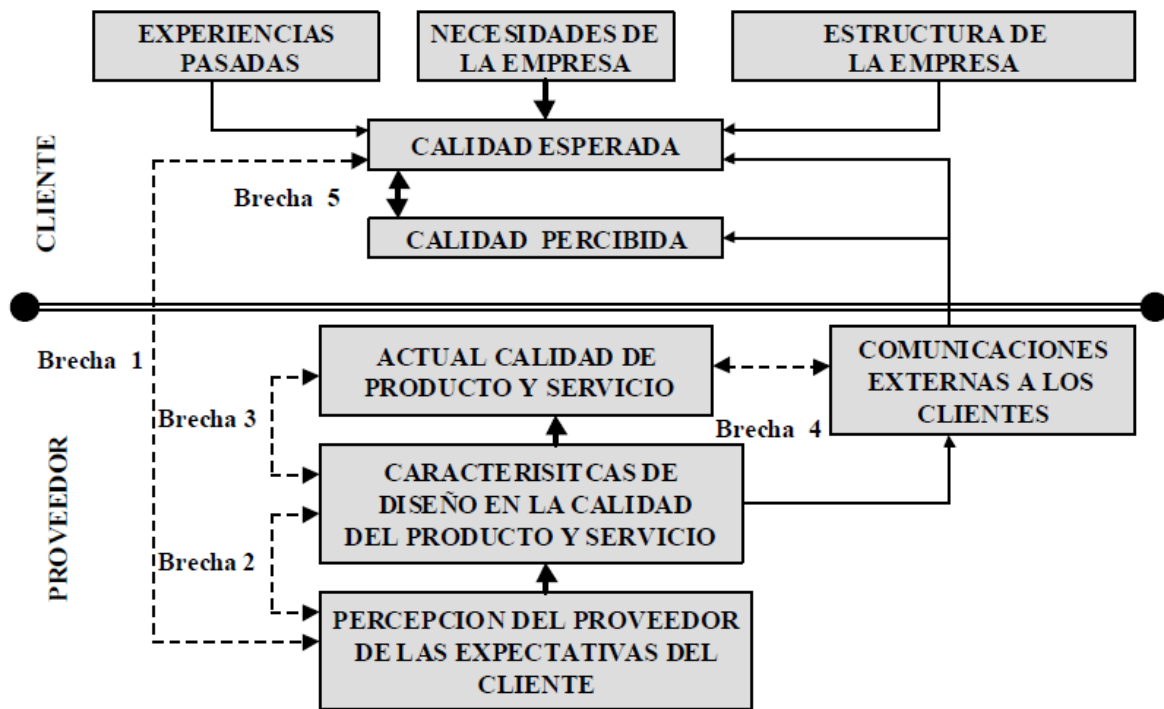 EXPERIENCIAS
PASADAS
NECESIDADES DE
LA EMPRESA
ESTRUCTURA DE
LA EMPRESA
CLIENTE
CALIDAD ESPERADA
Brecha 5
CALIDAD PERCIBIDA
Brecha 1
ACTUAL CALIDAD DE
PRODUCTO Y SERVICIO
COMUNICACIONES
EXTERNAS A LOS
CLIENTES
Brecha 3
Brecha 4
PROVEEDOR
CARACTERISITCAS DE
DISEÑO EN LA CALIDAD
DEL PRODUCTO Y SERVICIO
Brecha 2
PERCEPCION DEL PROVEEDOR
DE LAS EXPECTATIVAS DEL
CLIENTE